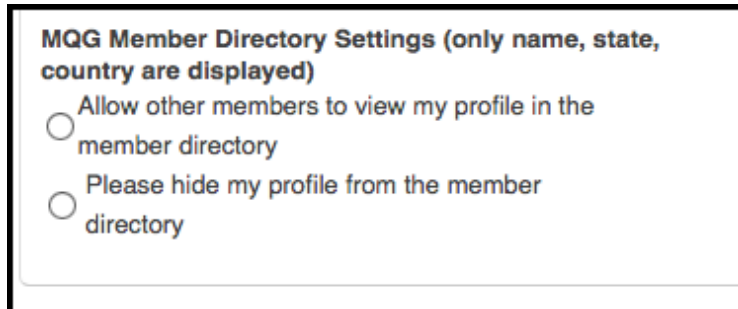 MQG Member Directory Settings (only name, state,
country are displayed)
Allow other members to view my profile in the
member directory
Please hide my profile from the member
directory